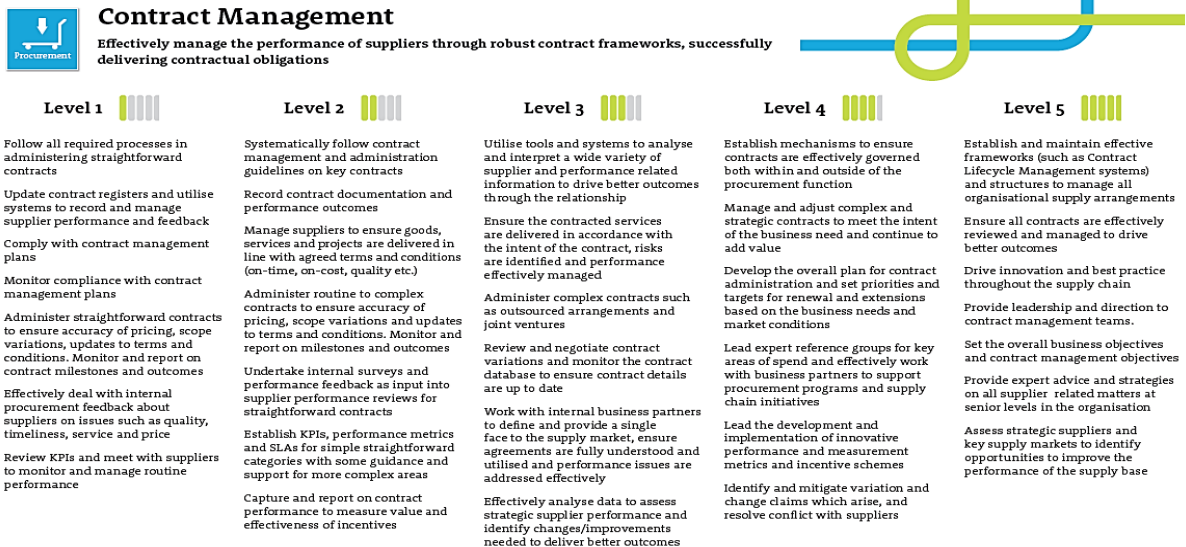 Procurement
Contract Management
Effectively manage the performance of suppliers through robust contract frameworks, successfully
delivering contractual obligations
Level 1
Follow all required processes in
administering straightforward
contracts
Update contract registers and utilise
systems to record and manage
supplier performance and feedback
Comply with contract management
plans
Monitor compliance with contract
management plans
Administer straightforward contracts
to ensure accuracy of pricing, scope
variations, updates to terms and
conditions. Monitor and report on
contract milestones and outcomes
Effectively deal with internal
procurement feedback about
suppliers on issues such as quality,
timeliness, service and price
Review KPIs and meet with suppliers
to monitor and manage routine
performance
Level 2
Systematically follow contract
management and administration
guidelines on key contracts
Record contract documentation and
performance outcomes
Manage suppliers to ensure goods,
services and projects are delivered in
line with agreed terms and conditions
(on-time, on-cost, quality etc.)
Administer routine to complex
contracts to ensure accuracy of
pricing, scope variations and updates
to terms and conditions. Monitor and
report on milestones and outcomes
Undertake internal surveys and
performance feedback as input into
supplier performance reviews for
straightforward contracts
Establish KPIs, performance metrics
and SLAs for simple straightforward
categories with some guidance and
support for more complex areas
Capture and report on contract
performance to measure value and
effectiveness of incentives
Level 3
Utilise tools and systems to analyse
and interpret a wide variety of
supplier and performance related
information to drive better outcomes
through the relationship
Ensure the contracted services
are delivered in accordance with
the intent of the contract, risks
are identified and performance
effectively managed
Administer complex contracts such
as outsourced arrangements and
joint ventures
Review and negotiate contract
variations and monitor the contract
database to ensure contract details
are up to date
Work with internal business partners
to define and provide a single
face to the supply market, ensure
agreements are fully understood and
utilised and performance issues are
addressed effectively
Effectively analyse data to assess
strategic supplier performance and
identify changes/improvements
needed to deliver better outcomes
Level 4
Establish mechanisms to ensure
contracts are effectively governed
both within and outside of the
procurement function
Manage and adjust complex and
strategic contracts to meet the intent
of the business need and continue to
add value
Develop the overall plan for contract
administration and set priorities and
targets for renewal and extensions
based on the business needs and
market conditions
Lead expert reference groups for key
areas of spend and effectively work
with business partners to support
procurement programs and supply
chain initiatives
Lead the development and
implementation of innovative
performance and measurement
metrics and incentive schemes
Identify and mitigate variation and
change claims which arise, and
resolve conflict with suppliers
Level 5
Establish and maintain effective
frameworks (such as Contract
Lifecycle Management systems)
and structures to manage all
organisational supply arrangements
Ensure all contracts are effectively
reviewed and managed to drive
better outcomes
Drive innovation and best practice
throughout the supply chain
Provide leadership and direction to
contract management teams.
Set the overall business objectives
and contract management objectives
Provide expert advice and strategies
on all supplier related matters at
senior levels in the organisation
Assess strategic suppliers and
key supply markets to identify
opportunities to improve the
performance of the supply base